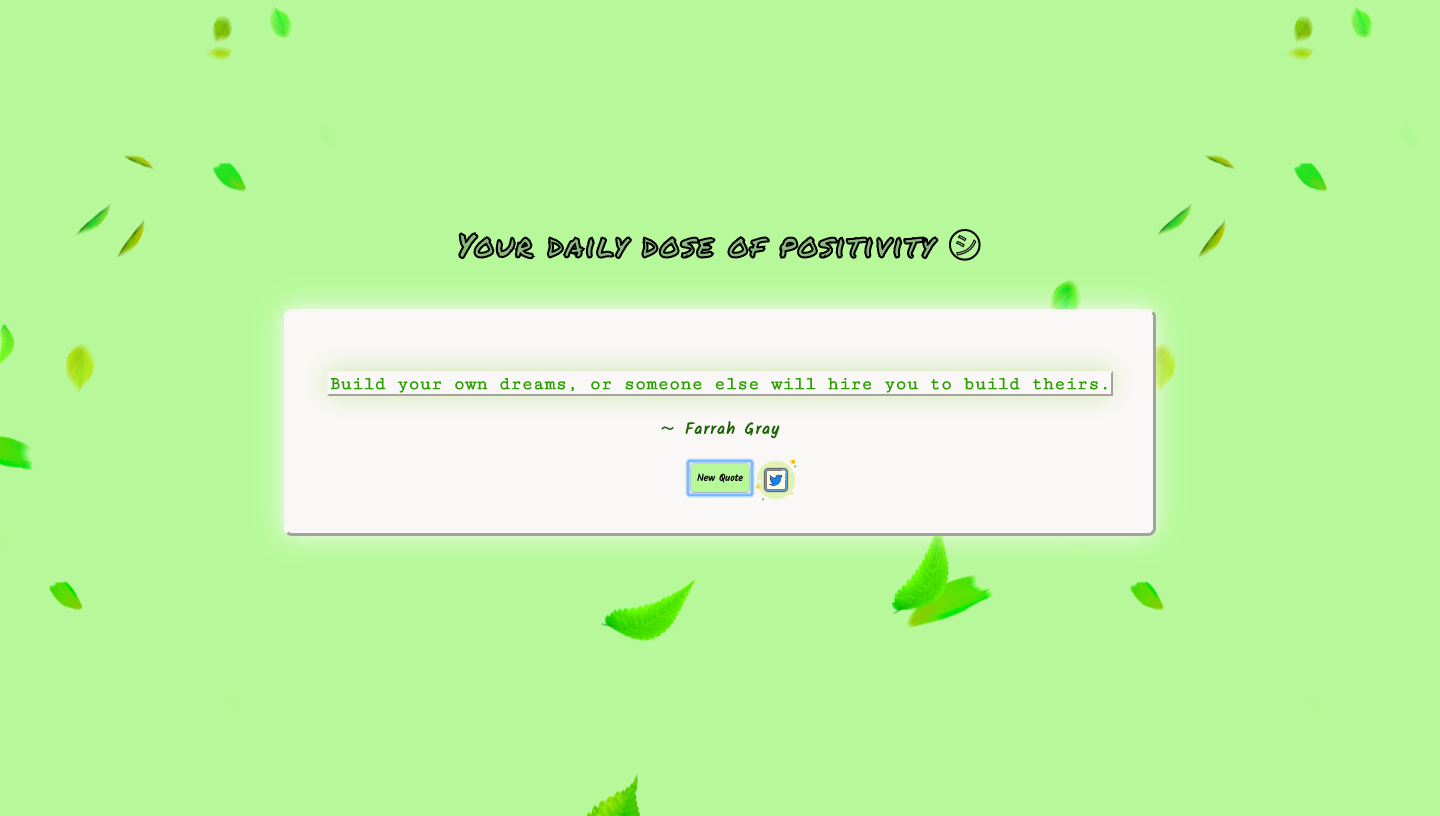 Your daily dose of positivity ㋛
Build your own dreams, or someone else will hire you to build theirs.
~ Farrah Gray
New Quote